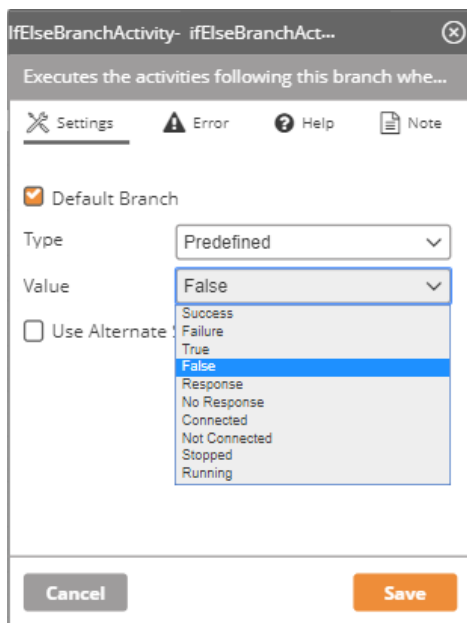 IfElseBranchActivity- ifElseBranchAct...
Executes the activities following this branch whe...
Settings Error Help Note
Default Branch
Type Predefined
Value False
Use Alternate
Success
Failure
True
False
Response
No Response
Connected
Not Connected
Stopped
Running
Cancel Save